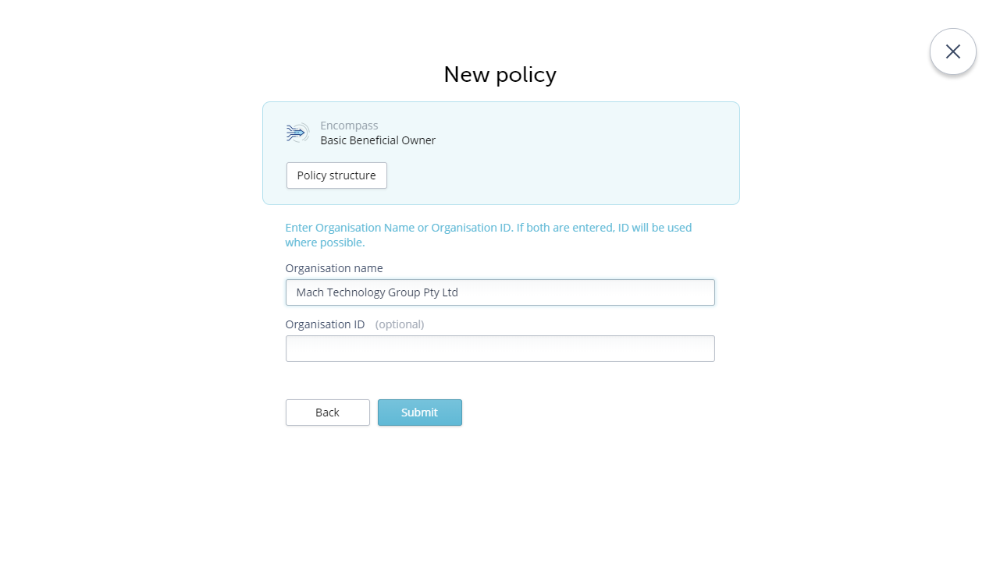 New policy
Encompass
Basic Beneficial Owner
Policy structure
Enter Organisation Name or Organisation ID. If both are entered, ID will be used
where possible.
Organisation name
Mach Technology Group Pty Ltd
Organisation ID (optional)
Back
Submit